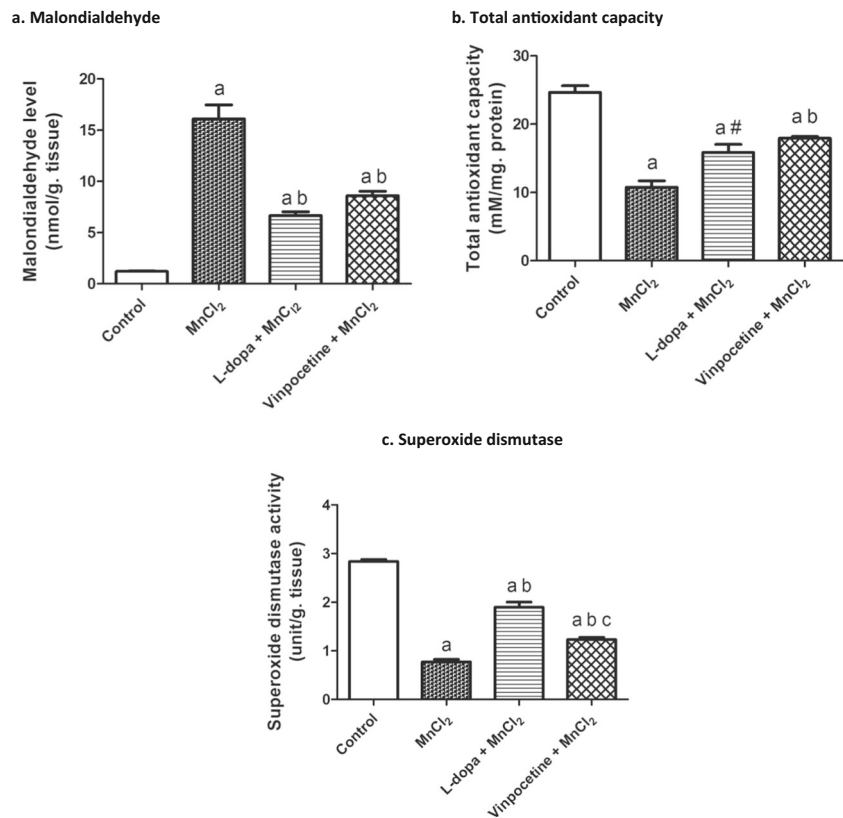 a. Malondialdehyde
Malondialdehyde level
(nmol/g. tissue)
20
15
10
5
0
a
a b
a b
Control
MnCl₂
L-dopa + MnC₁₂
Vinpocetine + MnCl₂
b. Total antioxidant capacity
Total antioxidant capacity
(mM/mg. protein)
30
20
10
0
a
a #
a b
Control
MnCl₂
L-dopa + MnCl₂
Vinpocetine + MnCl₂
c. Superoxide dismutase
Superoxide dismutase activity
(unit/g. tissue)
4
3
2
1
0
a
a b
a b c
Control
MnCl₂
L-dopa + MnCl₂
Vinpocetine + MnCl₂